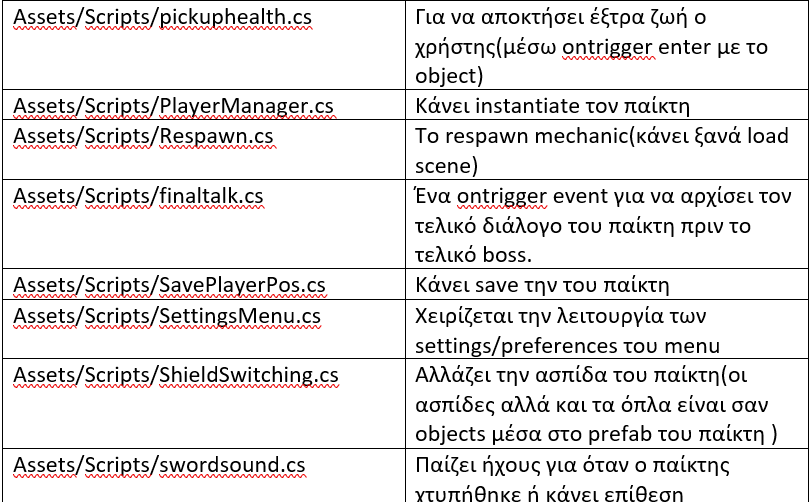 Assets/Scripts/pickuphealth.cs
Για να αποκτήσει έξτρα ζωή ο
χρήστης(μέσω ontrigger enter με το
object)
Assets/Scripts/PlayerManager.cs
Κάνει instantiate τον παίκτη
Assets/Scripts/Respawn.cs
Το respawn mechanic(κάνει ξανά load
scene)
Assets/Scripts/finaltalk.cs
Ένα ontrigger event για να αρχίσει τον
τελικό διάλογο του παίκτη πριν το
τελικό boss.
Assets/Scripts/SavePlayerPos.cs
Κάνει save την του παίκτη
Assets/Scripts/SettingsMenu.cs
Χειρίζεται την λειτουργία των
settings/preferences του menu
Assets/Scripts/ShieldSwitching.cs
Αλλάζει την ασπίδα του παίκτη(οι
ασπίδες αλλά και τα όπλα είναι σαν
objects μέσα στο prefab του παίκτη )
Assets/Scripts/swordsound.cs
Παίζει ήχους για όταν ο παίκτης
χτυπήθηκε ή κάνει επίθεση